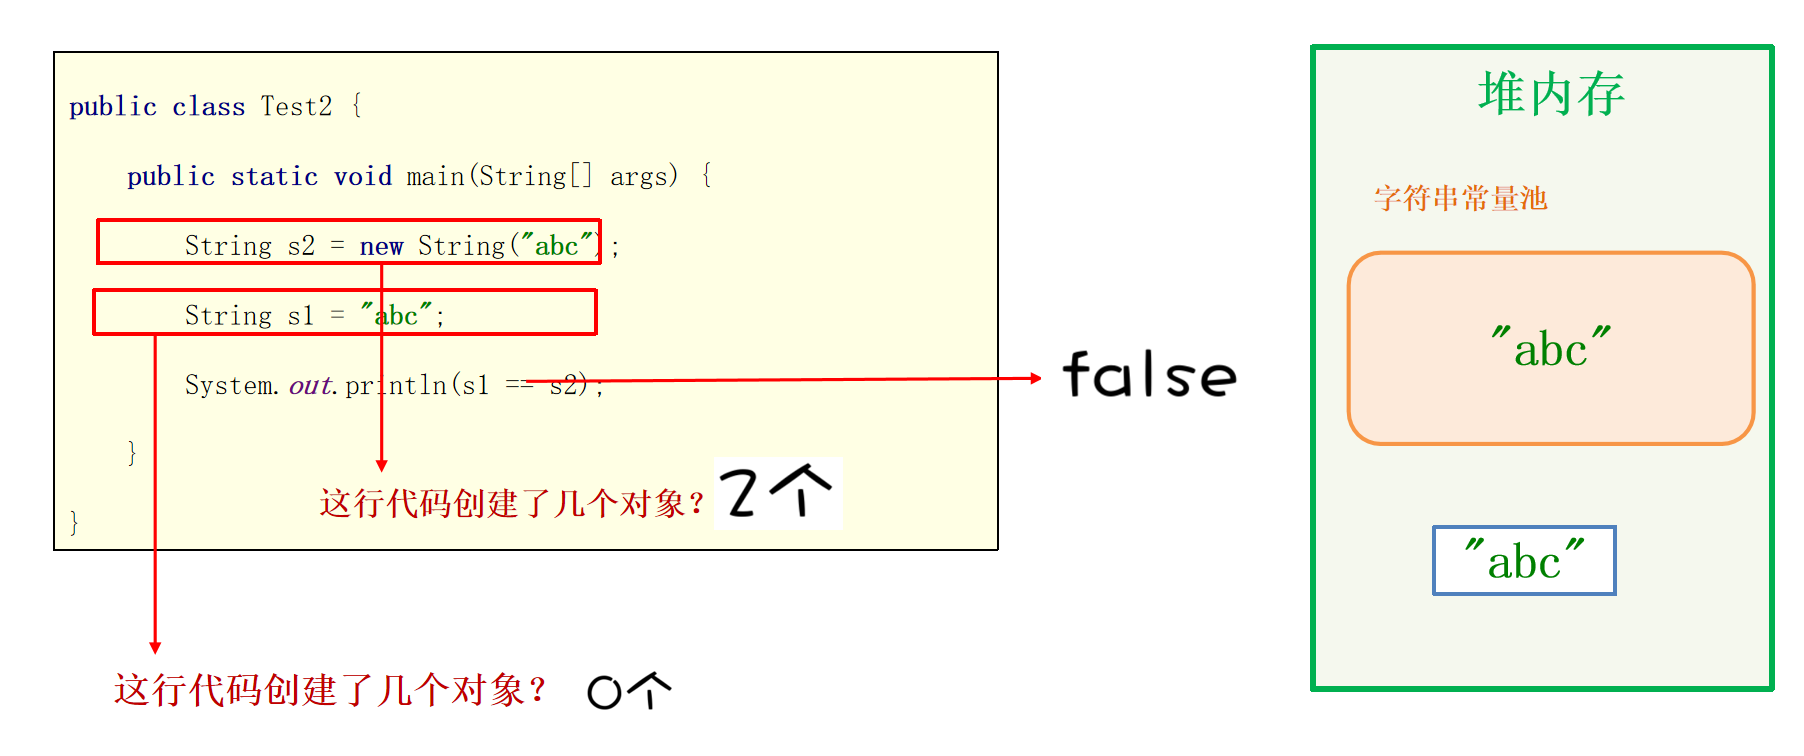 public class Test2 {
public static void main(String[] args) {
String s2 = new String("abc");
String s1 = "abc";
System.out.println(s1 == s2);
}
}
这行代码创建了几个对象？ 2个
这行代码创建了几个对象？ 0个
false
堆内存
字符串常量池
"abc"
"abc"